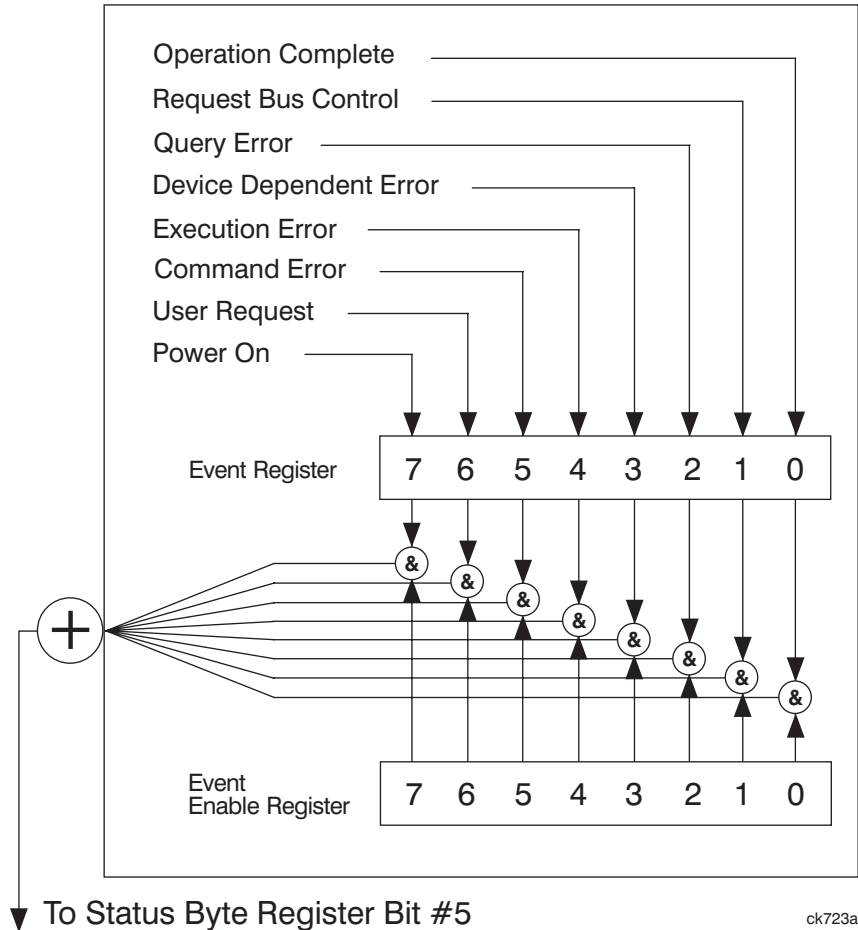 Operation Complete
Request Bus Control
Query Error
Device Dependent Error
Execution Error
Command Error
User Request
Power On
Event Register 7 6 5 4 3 2 1 0
&
&
&
&
&
&
&
&
+
Event
Enable Register 7 6 5 4 3 2 1 0
To Status Byte Register Bit #5
ck723a